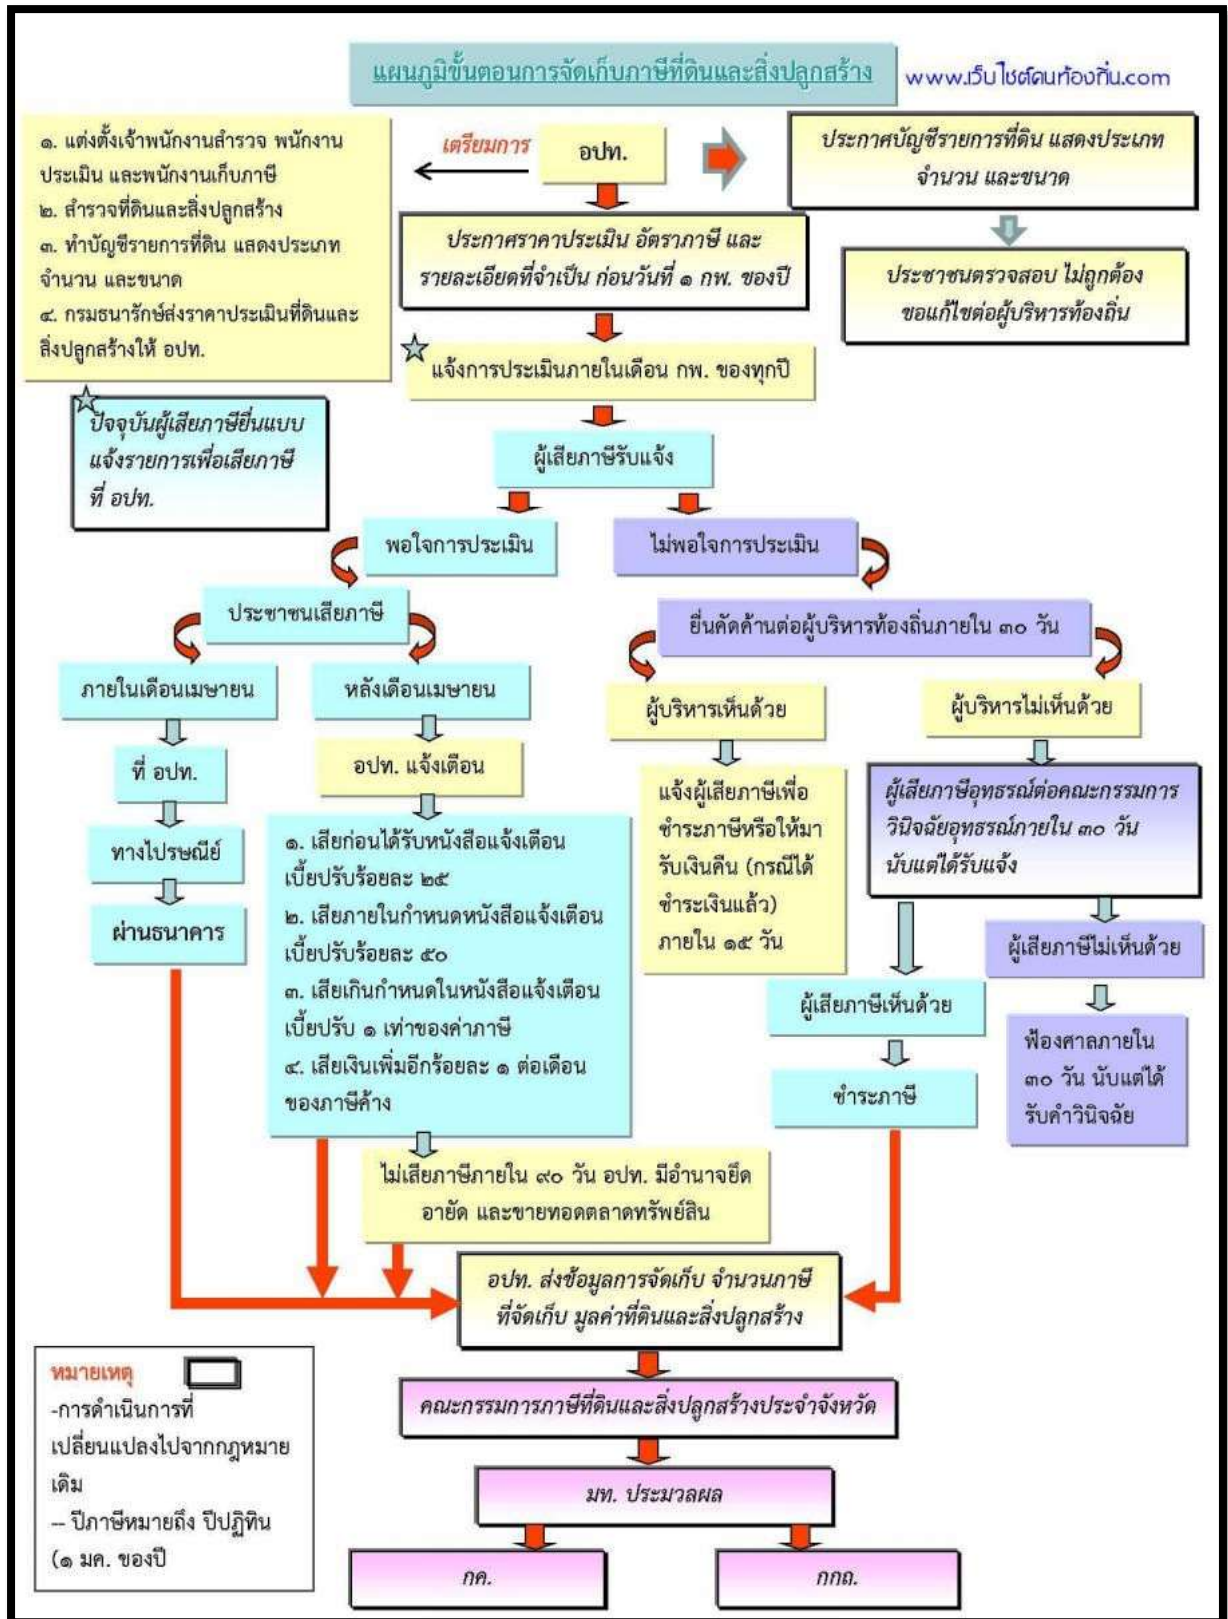 แผนภูมิขั้นตอนการจัดเก็บภาษีที่ดินและสิ่งปลูกสร้าง
www.เว็บไซต์คนท้องถิ่น.com
๑. แต่งตั้งเจ้าพนักงานสำรวจ พนักงาน
ประเมิน และพนักงานเก็บภาษี
๒. สำรวจที่ดินและสิ่งปลูกสร้าง
๓. ทำบัญชีรายการที่ดิน แสดงประเภท
จำนวน และขนาด
๔. กรมธนารักษ์ส่งราคาประเมินที่ดินและ
สิ่งปลูกสร้างให้ อปท.
เตรียมการ
อปท.
ประกาศบัญชีรายการที่ดิน แสดงประเภท
จำนวน และขนาด
ประกาศราคาประเมิน อัตราภาษี และ
รายละเอียดที่จำเป็น ก่อนวันที่ ๑ กพ. ของปี
ประชาชนตรวจสอบ ไม่ถูกต้อง
ขอแก้ไขต่อผู้บริหารท้องถิ่น
แจ้งการประเมินภายในเดือน กพ. ของทุกปี
ปัจจุบันผู้เสียภาษียื่นแบบ
แจ้งรายการเพื่อเสียภาษี
ที่ อปท.
ผู้เสียภาษีรับแจ้ง
พอใจการประเมิน
ไม่พอใจการประเมิน
ประชาชนเสียภาษี
ยื่นคัดค้านต่อผู้บริหารท้องถิ่นภายใน ๓๐ วัน
ภายในเดือนเมษายน
หลังเดือนเมษายน
ผู้บริหารเห็นด้วย
ผู้บริหารไม่เห็นด้วย
ที่ อปท.
อปท. แจ้งเตือน
แจ้งผู้เสียภาษีเพื่อ
ชำระภาษีหรือให้มา
รับเงินคืน (กรณีได้
ชำระเงินแล้ว)
ภายใน ๑๕ วัน
ผู้เสียภาษีอุทธรณ์ต่อคณะกรรมการ
วินิจฉัยอุทธรณ์ภายใน ๓๐ วัน
นับแต่ได้รับแจ้ง
ทางไปรษณีย์
ผ่านธนาคาร
๑. เสียก่อนได้รับหนังสือแจ้งเตือน
เบี้ยปรับร้อยละ ๒๕
๒. เสียภายในกำหนดหนังสือแจ้งเตือน
เบี้ยปรับร้อยละ ๕๐
๓. เสียเกินกำหนดในหนังสือแจ้งเตือน
เบี้ยปรับ ๑ เท่าของค่าภาษี
๔. เสียเงินเพิ่มอีกร้อยละ ๑ ต่อเดือน
ของภาษีค้าง
ผู้เสียภาษีไม่เห็นด้วย
ผู้เสียภาษีเห็นด้วย
ฟ้องศาลภายใน
๓๐ วัน นับแต่ได้
รับคำวินิจฉัย
ชำระภาษี
ไม่เสียภาษีภายใน ๙๐ วัน อปท. มีอำนาจยึด
อายัด และขายทอดตลาดทรัพย์สิน
อปท. ส่งข้อมูลการจัดเก็บ จำนวนภาษี
ที่จัดเก็บ มูลค่าที่ดินและสิ่งปลูกสร้าง
คณะกรรมการภาษีที่ดินและสิ่งปลูกสร้างประจำจังหวัด
มท. ประมวลผล
กค.
กกถ.
หมายเหตุ
-การดำเนินการที่
เปลี่ยนแปลงไปจากกฎหมาย
เดิม
-- ปีภาษีหมายถึง ปีปฏิทิน
(๑ มค. ของปี